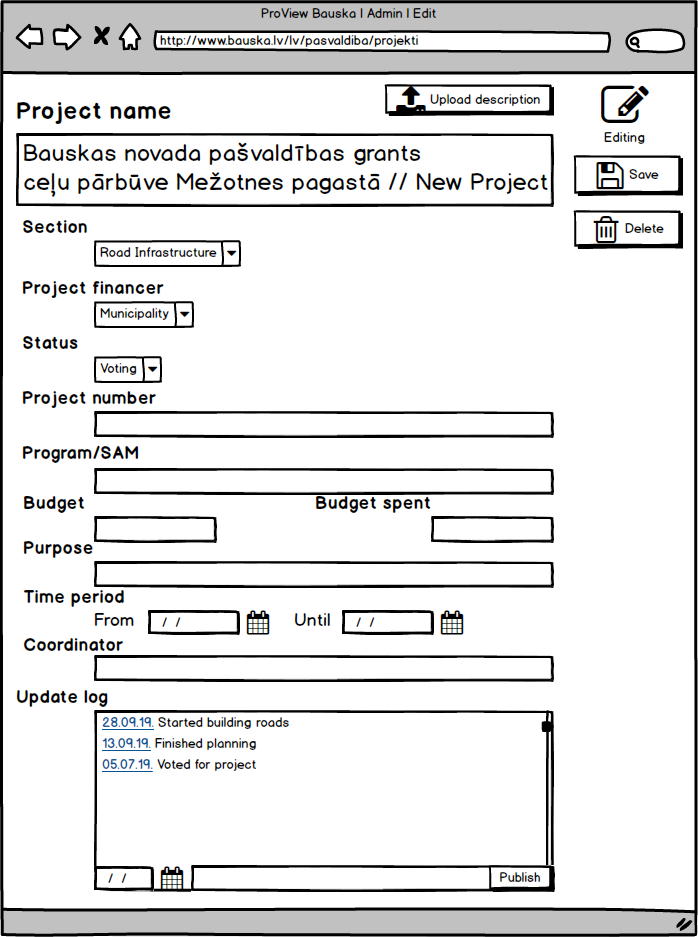 ProView Bauska | Admin | Edit
http://www.bauska.lv/lv/pasvaldiba/projekti
Project name
Upload description
Editing
Bauskas novada pašvaldības grants
ceļu pārbūve Mežotnes pagastā // New Project
Save
Delete
Section
Road Infrastructure
Project financer
Municipality
Status
Voting
Project number
Program/SAM
Budget Budget spent
Purpose
Time period
From / / Until / /
Coordinator
Update log
28.09.19. Started building roads
13.09.19. Finished planning
05.07.19. Voted for project
/ / Publish